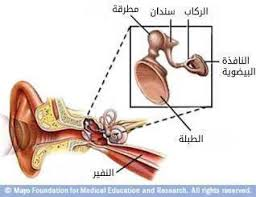 الركاب
سندان
مطرقة
النافذة
البيضوية
الطبلة
النفير
© Mayo Foundation for Medical Education and Research. All rights reserved.